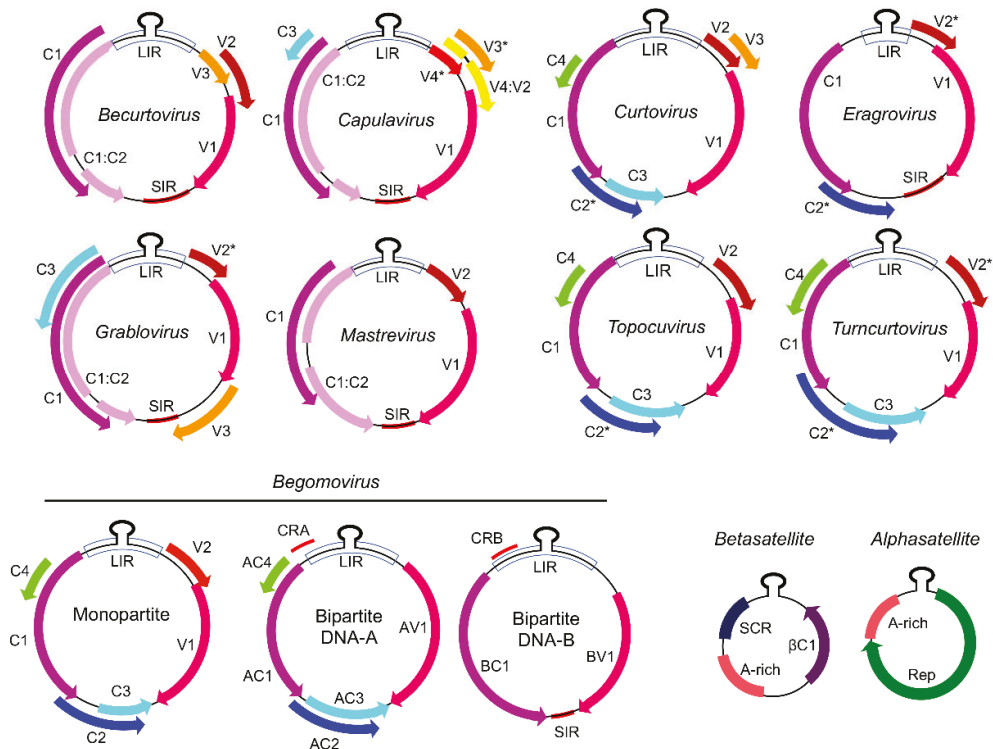 C1
LIR
V2
V3
Becurtovirus
C1:C2
V1
SIR
C3
LIR
V3*
V4*
V4:V2
C1:C2
Capulavirus
C1
V1
SIR
LIR
V2
V3
C4
C1
Curtovirus
V1
C3
C2*
LIR
V2*
C1
V1
Eragrovirus
SIR
C2*
C3
LIR
V2*
Grablovirus
V1
C1:C2
C1
SIR
V3
LIR
V2
C1
Mastrevirus
V1
C1:C2
SIR
C4
LIR
V2
Topocuvirus
C1
V1
C3
C2*
C4
LIR
V2*
Turncurtovirus
C1
V1
C3
C2*
Begomovirus
C4
LIR
V2
Monopartite
C1
V1
C3
C2
CRA
AC4
LIR
Bipartite
DNA-A
AV1
AC1
AC3
AC2
CRB
LIR
Bipartite
DNA-B
BC1
BV1
SIR
Betasatellite
SCR
βC1
A-rich
Alphasatellite
A-rich
Rep